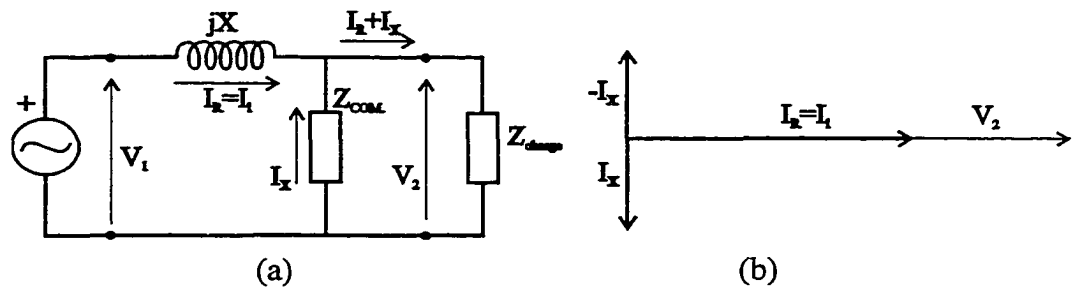 jX
I_R+I_X
I_R=I_1
Z_COM.
+
V_1
I_X
V_2
Z_charge
(a)
-I_X
I_R=I_1
V_2
I_X
(b)